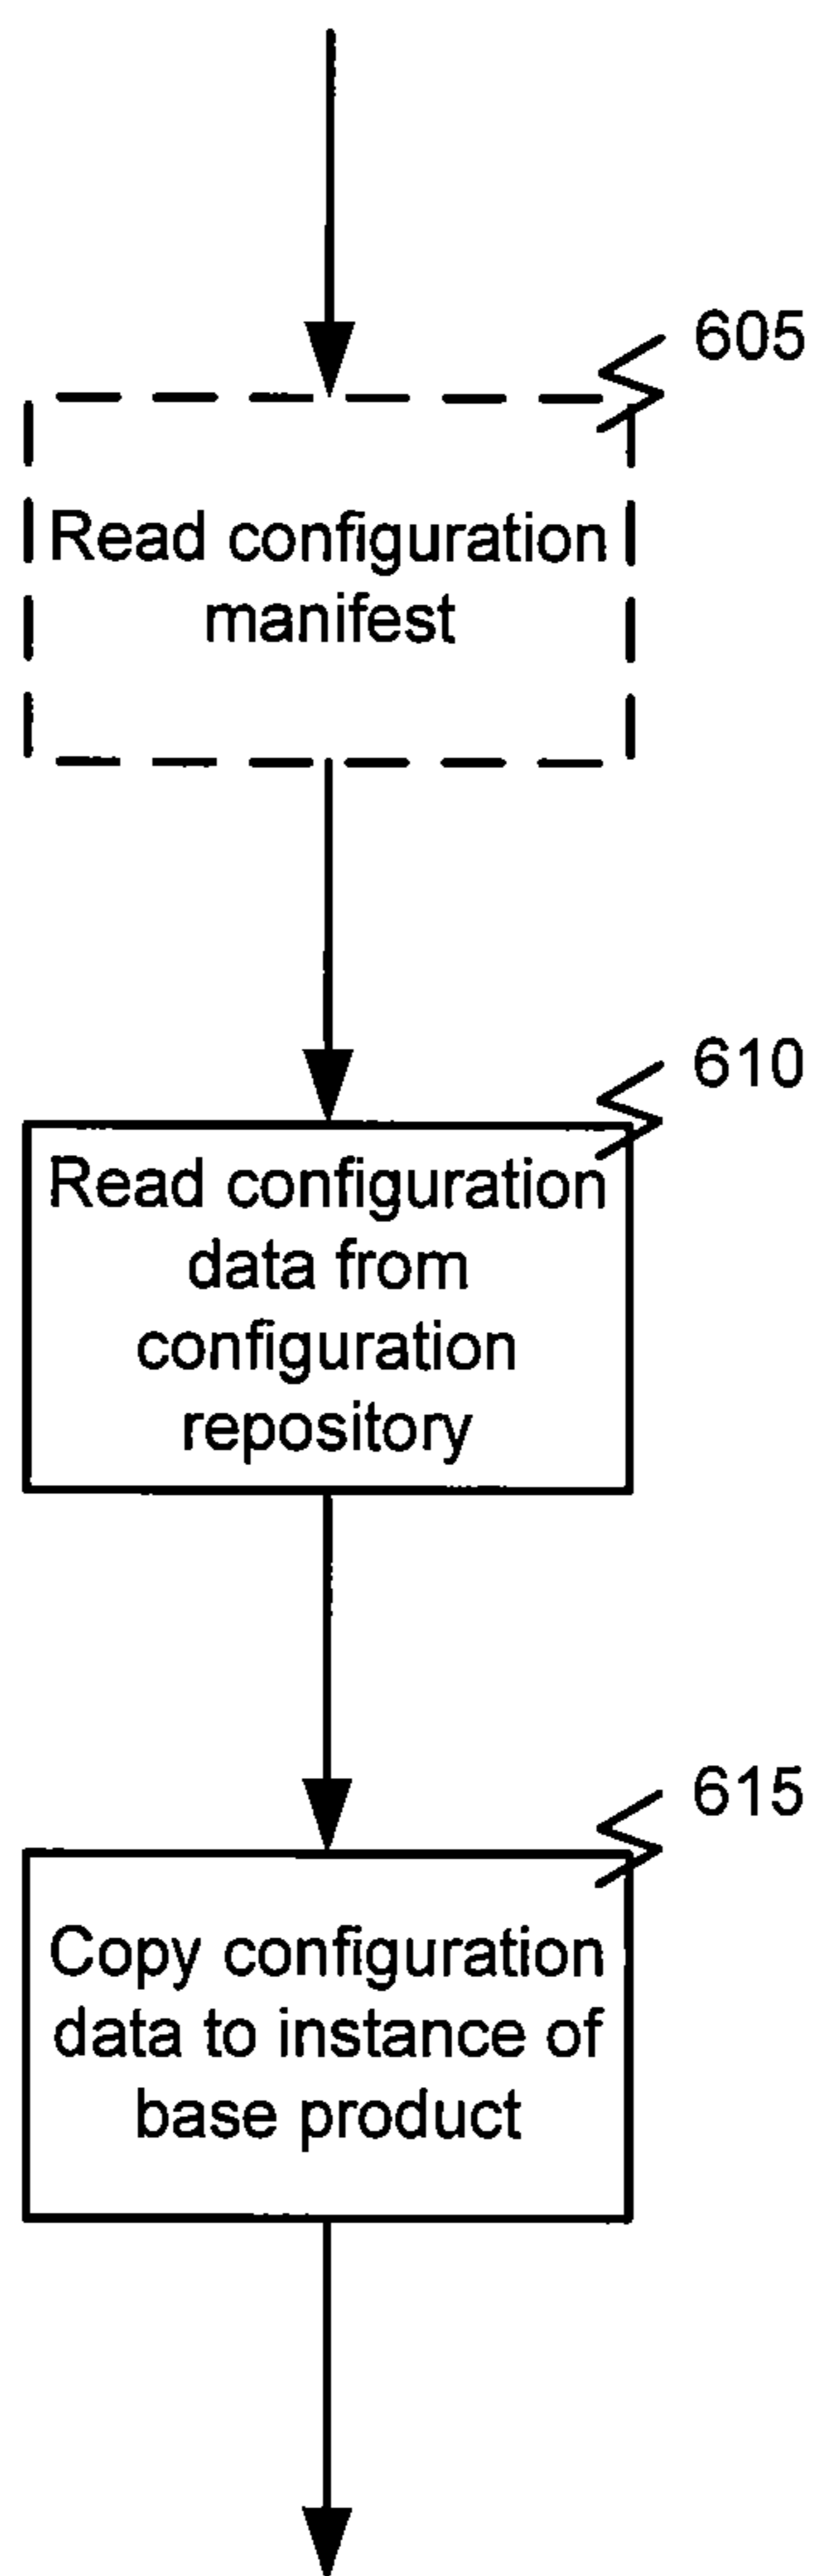 605
Read configuration
manifest
610
Read configuration
data from
configuration
repository
615
Copy configuration
data to instance of
base product